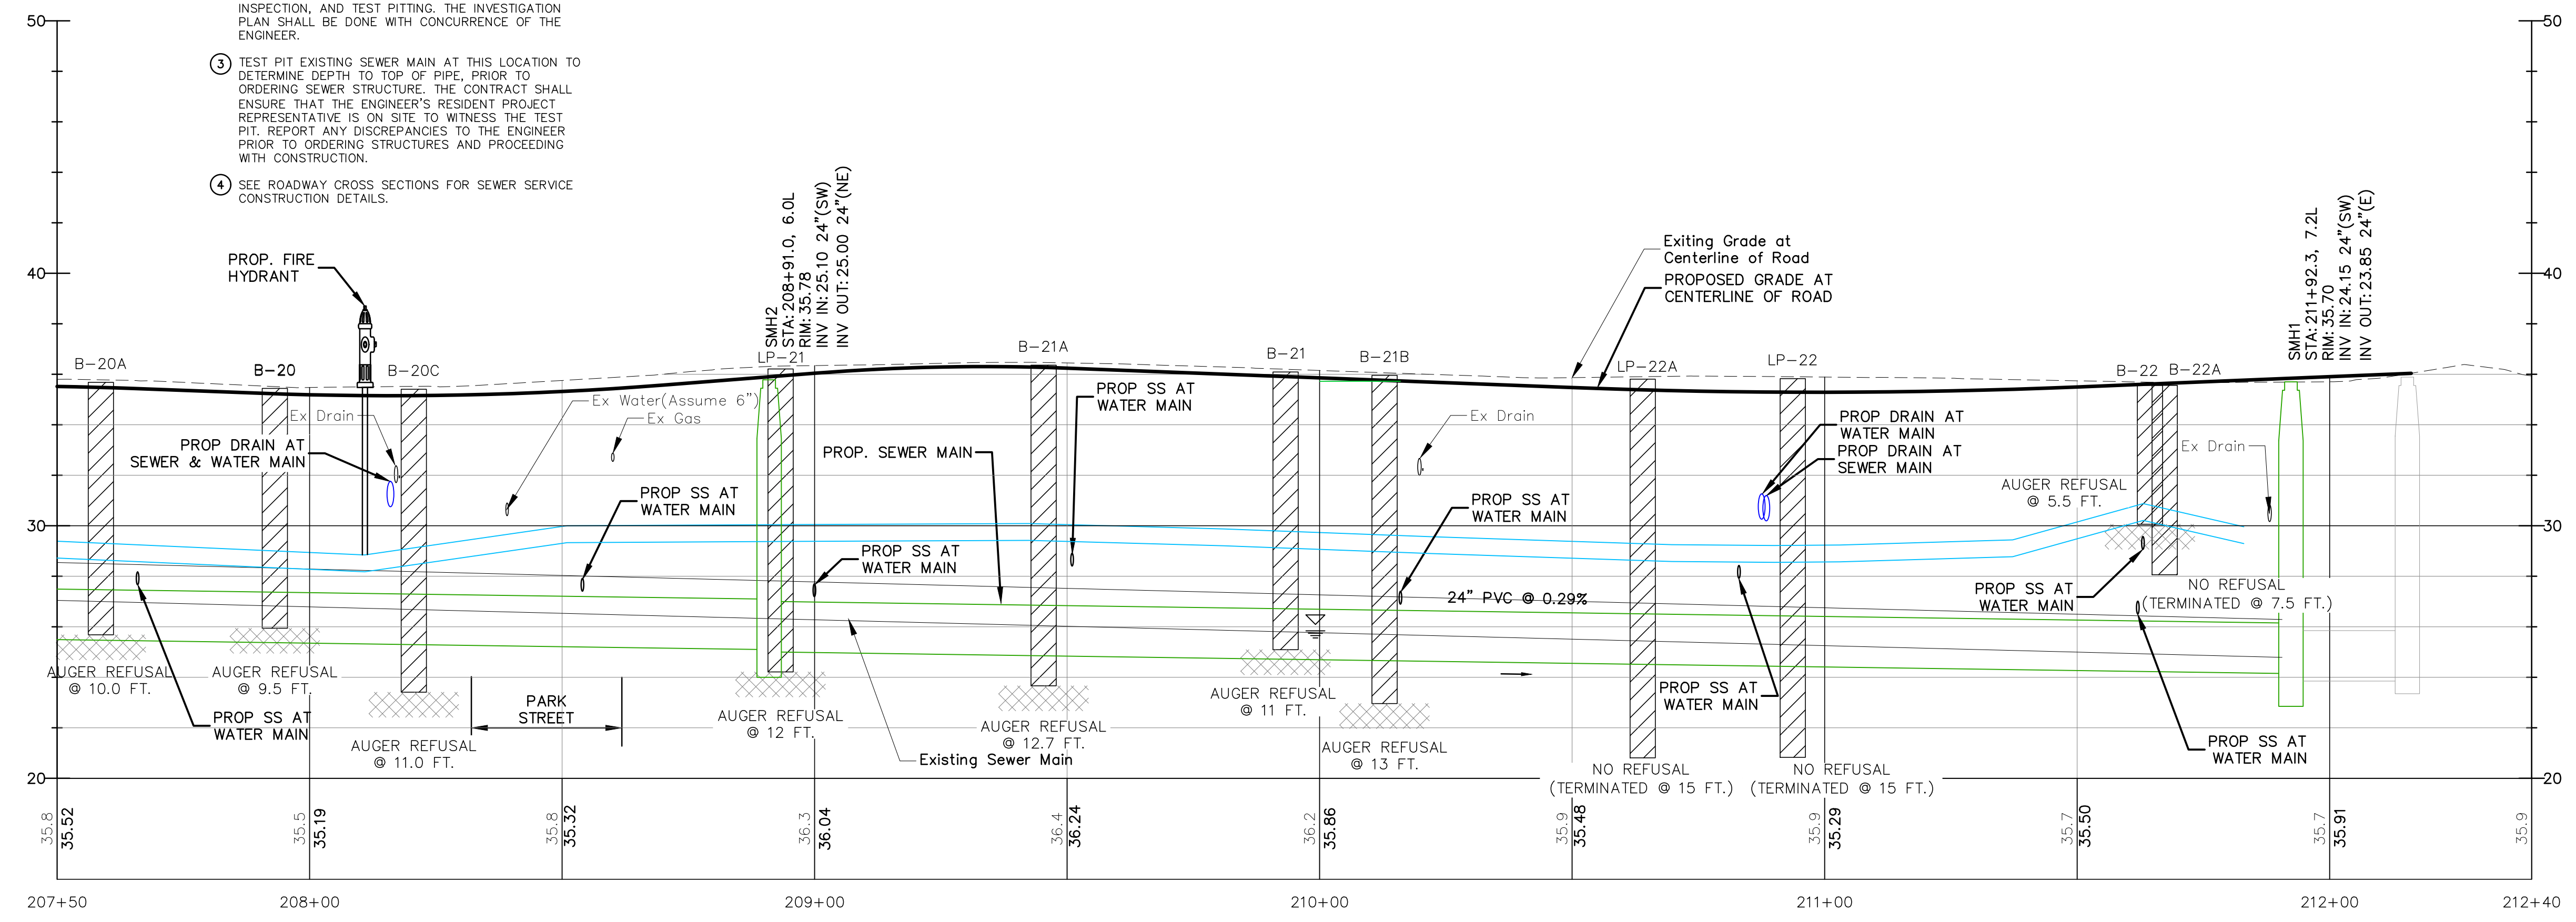 INSPECTION, AND TEST PITTING. THE INVESTIGATION
PLAN SHALL BE DONE WITH CONCURRENCE OF THE
ENGINEER.
3 TEST PIT EXISTING SEWER MAIN AT THIS LOCATION TO
DETERMINE DEPTH TO TOP OF PIPE, PRIOR TO
ORDERING SEWER STRUCTURE. THE CONTRACT SHALL
ENSURE THAT THE ENGINEER'S RESIDENT PROJECT
REPRESENTATIVE IS ON SITE TO WITNESS THE TEST
PIT. REPORT ANY DISCREPANCIES TO THE ENGINEER
PRIOR TO ORDERING STRUCTURES AND PROCEEDING
WITH CONSTRUCTION.
4 SEE ROADWAY CROSS SECTIONS FOR SEWER SERVICE
CONSTRUCTION DETAILS.
50
40
30
20
50
40
30
20
PROP. FIRE
HYDRANT
B-20A
B-20
B-20C
Ex Drain
PROP DRAIN AT
SEWER & WATER MAIN
Ex Water(Assume 6")
Ex Gas
PROP SS AT
WATER MAIN
SMH2
STA: 208+91.0, 6.0L
RIM: 35.78
INV IN: 25.10 24"(SW)
INV OUT: 25.00 24"(NE)
LP-21
PROP SS AT
WATER MAIN
PROP. SEWER MAIN
B-21A
PROP SS AT
WATER MAIN
B-21
B-21B
Ex Drain
PROP SS AT
WATER MAIN
24" PVC @ 0.29%
Exiting Grade at
Centerline of Road
PROPOSED GRADE AT
CENTERLINE OF ROAD
LP-22A
LP-22
PROP DRAIN AT
WATER MAIN
PROP DRAIN AT
SEWER MAIN
PROP SS AT
WATER MAIN
AUGER REFUSAL
@ 5.5 FT.
B-22
B-22A
Ex Drain
PROP SS AT
WATER MAIN
NO REFUSAL
(TERMINATED @ 7.5 FT.)
PROP SS AT
WATER MAIN
SMH1
STA: 211+92.3, 7.2L
RIM: 35.70
INV IN: 24.15 24"(SW)
INV OUT: 23.85 24"(E)
AUGER REFUSAL
@ 10.0 FT.
PROP SS AT
WATER MAIN
AUGER REFUSAL
@ 9.5 FT.
AUGER REFUSAL
@ 11.0 FT.
PARK
STREET
AUGER REFUSAL
@ 12 FT.
Existing Sewer Main
AUGER REFUSAL
@ 12.7 FT.
AUGER REFUSAL
@ 11 FT.
AUGER REFUSAL
@ 13 FT.
NO REFUSAL
(TERMINATED @ 15 FT.)
NO REFUSAL
(TERMINATED @ 15 FT.)
35.8
35.52
35.5
35.19
35.8
35.32
36.3
36.04
36.4
36.24
36.2
35.86
35.9
35.48
35.9
35.29
35.7
35.50
35.7
35.91
35.9
207+50
208+00
209+00
210+00
211+00
212+00
212+40